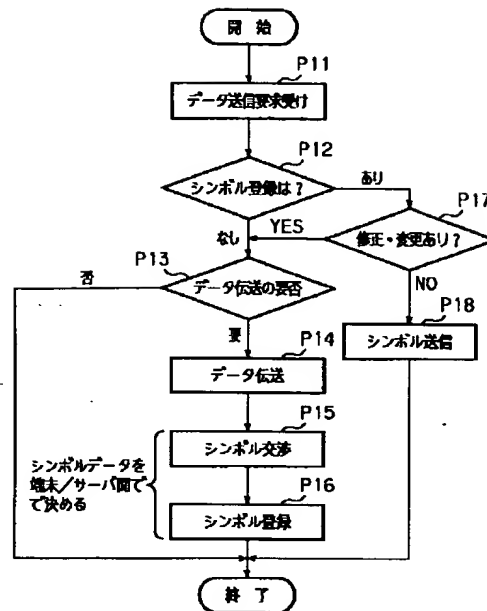 開 始
P11
データ送信要求受け
P12
シンボル登録は?
あり
P17
なし
YES
修正・変更あり?
P13
否
データ伝送の要否
NO
P18
シンボル送信
要
P14
データ伝送
P15
シンボル交渉
シンボルデータを
端末/サーバ間で
で決める
P16
シンボル登録
終 了